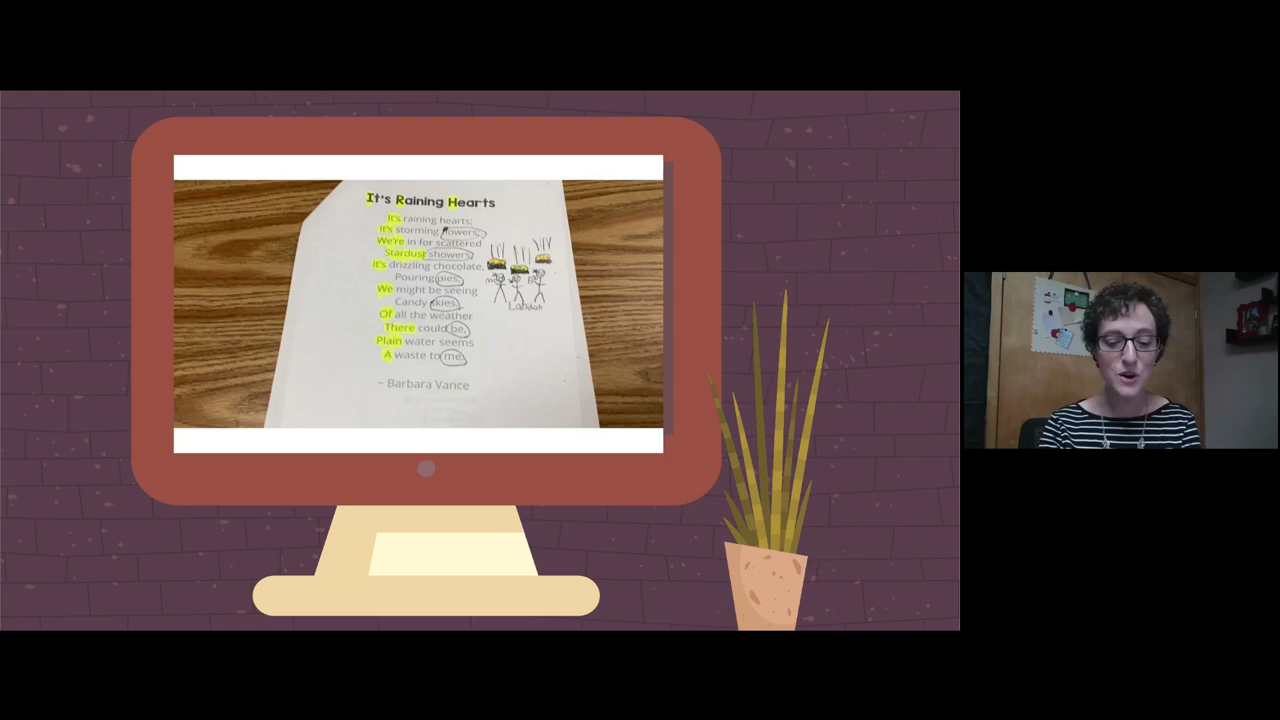 It's Raining Hearts
It's raining hearts;
It's storming flowers,
We're in for scattered
Stardust showers;
It's drizzling chocolate,
Pouring pies,
We might be seeing
Candy skies,
Of all the weather
There could be,
Plain water seems
A waste to me.
~ Barbara Vance
Landon